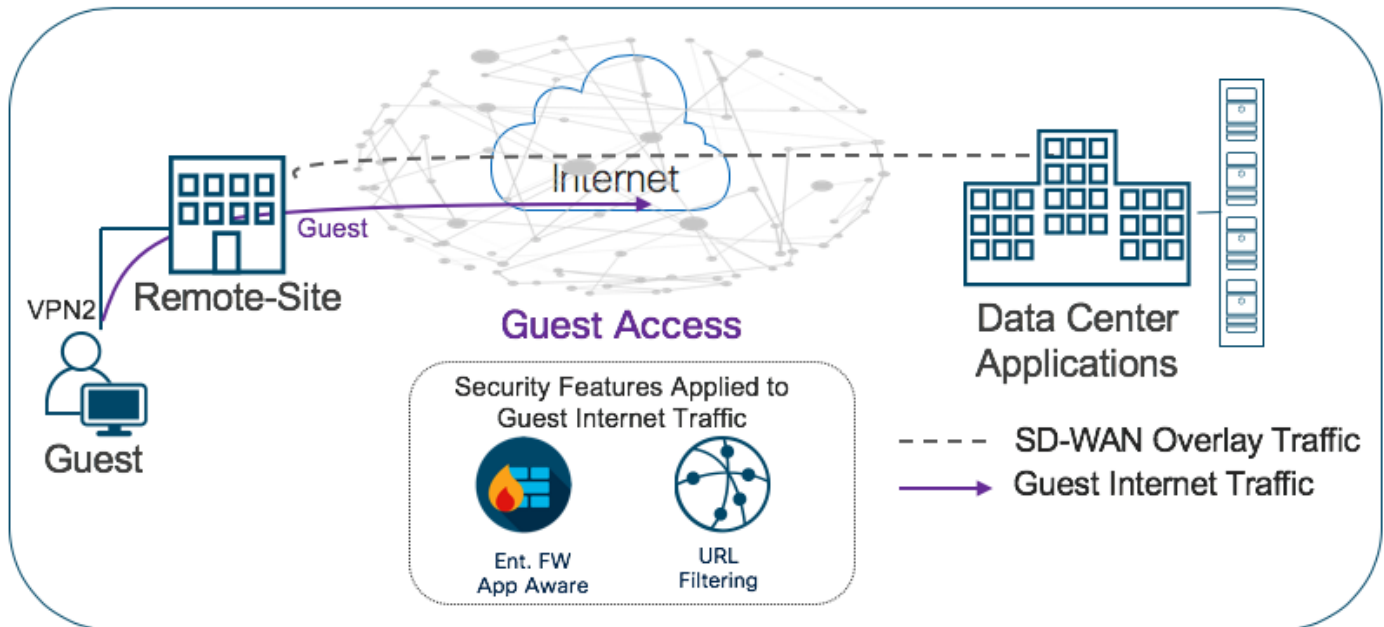 Internet
Guest
Remote-Site
VPN2
Guest
Guest Access
Data Center
Applications
Security Features Applied to
Guest Internet Traffic
Ent. FW
App Aware
URL
Filtering
SD-WAN Overlay Traffic
Guest Internet Traffic